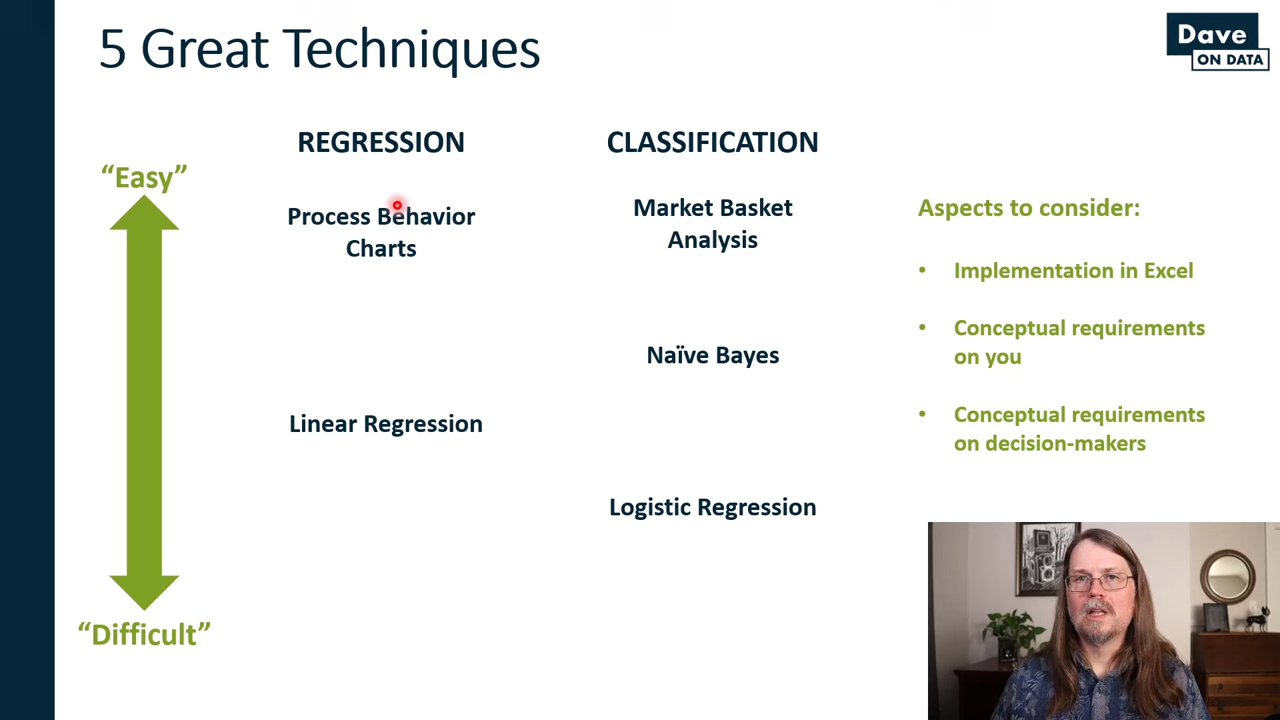 5 Great Techniques
Dave
ON DATA
REGRESSION
CLASSIFICATION
“Easy”
“Difficult”
Process Behavior
Charts
Linear Regression
Market Basket
Analysis
Naïve Bayes
Logistic Regression
Aspects to consider:
• Implementation in Excel
• Conceptual requirements
on you
• Conceptual requirements
on decision-makers